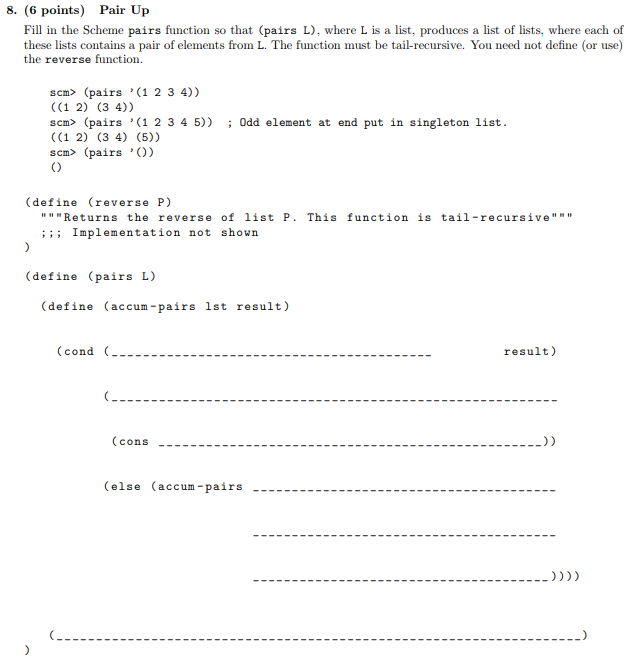 8. (6 points) Pair Up
Fill in the Scheme pairs function so that (pairs L), where L is a list, produces a list of lists, where each of
these lists contains a pair of elements from L. The function must be tail-recursive. You need not define (or use)
the reverse function.
scm> (pairs '(1 2 3 4))
((1 2) (3 4))
scm> (pairs '(1 2 3 4 5)) ; Odd element at end put in singleton list.
((1 2) (3 4) (5))
scm> (pairs '())
()
(define (reverse P)
"""Returns the reverse of list P. This function is tail-recursive"""
;;; Implementation not shown
)
(define (pairs L)
(define (accum-pairs lst result)
(cond (________________________________________ result)
(_________________________________________________________
(cons ________________________________________________))
(else (accum-pairs ______________________________________
______________________________________
_____________________________________))))
(__________________________________________________________________)
)